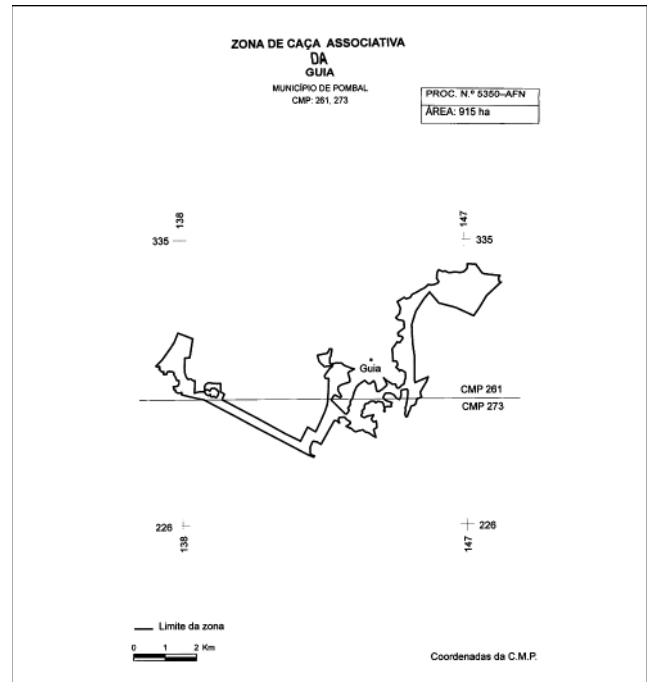 ZONA DE CAÇA ASSOCIATIVA
DA
GUIA
MUNICÍPIO DE POMBAL
CMP: 261, 273
PROC. N.º 5350–AFN
ÁREA: 915 ha
138
147
335
335
Guia
CMP 261
CMP 273
226
226
138
147
Limite da zona
0 1 2 Km
Coordenadas da C.M.P.